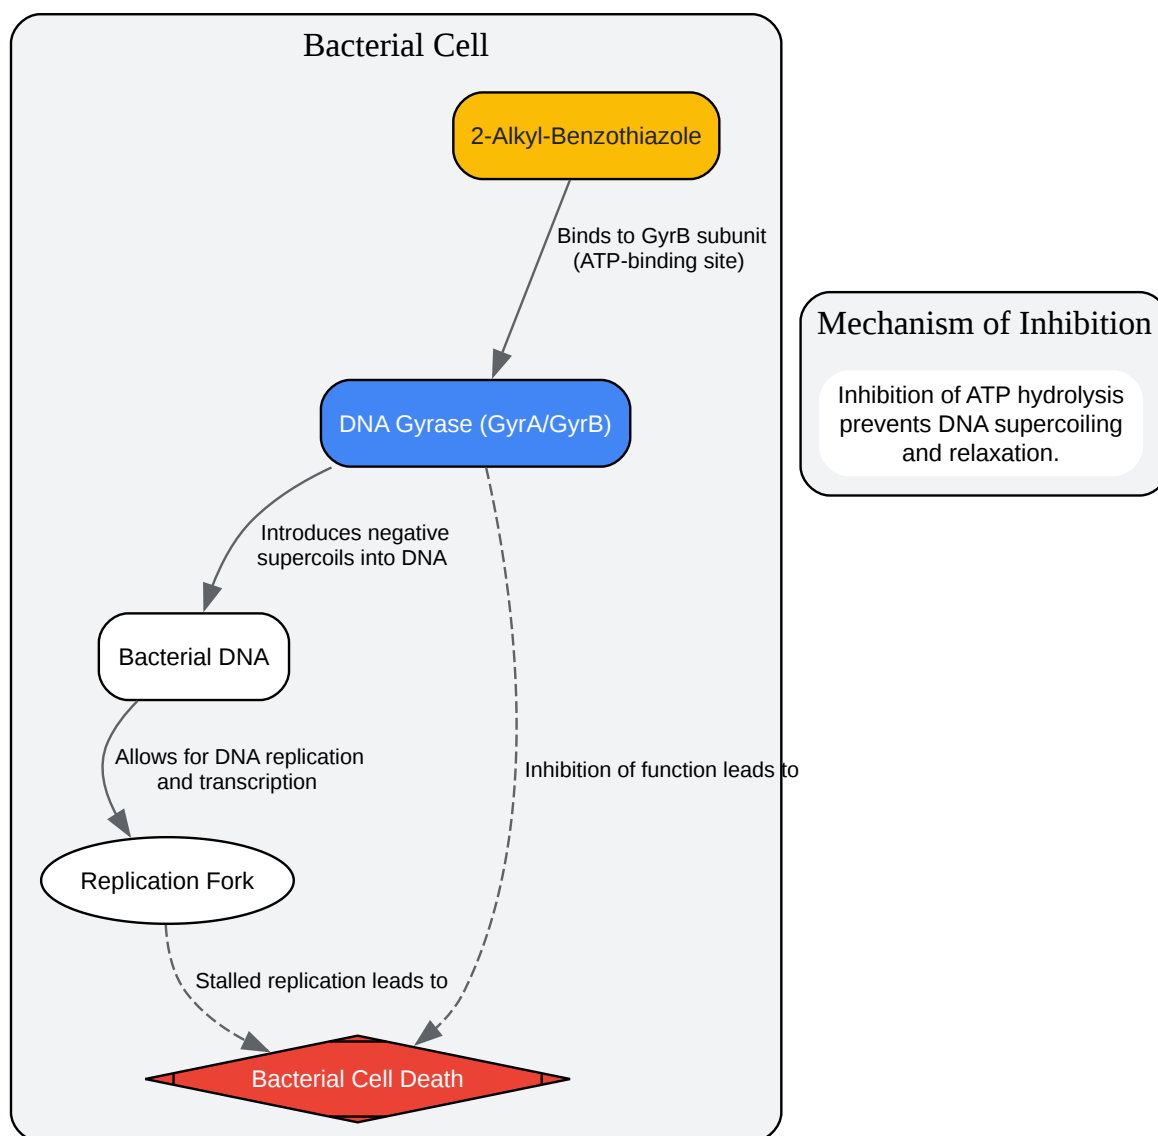 Bacterial Cell
2-Alkyl-Benzothiazole
Binds to GyrB subunit
(ATP-binding site)
DNA Gyrase (GyrA/GyrB)
Introduces negative
supercoils into DNA
Bacterial DNA
Allows for DNA replication
and transcription
Inhibition of function leads to
Replication Fork
Stalled replication leads to
Bacterial Cell Death
Mechanism of Inhibition
Inhibition of ATP hydrolysis
prevents DNA supercoiling
and relaxation.